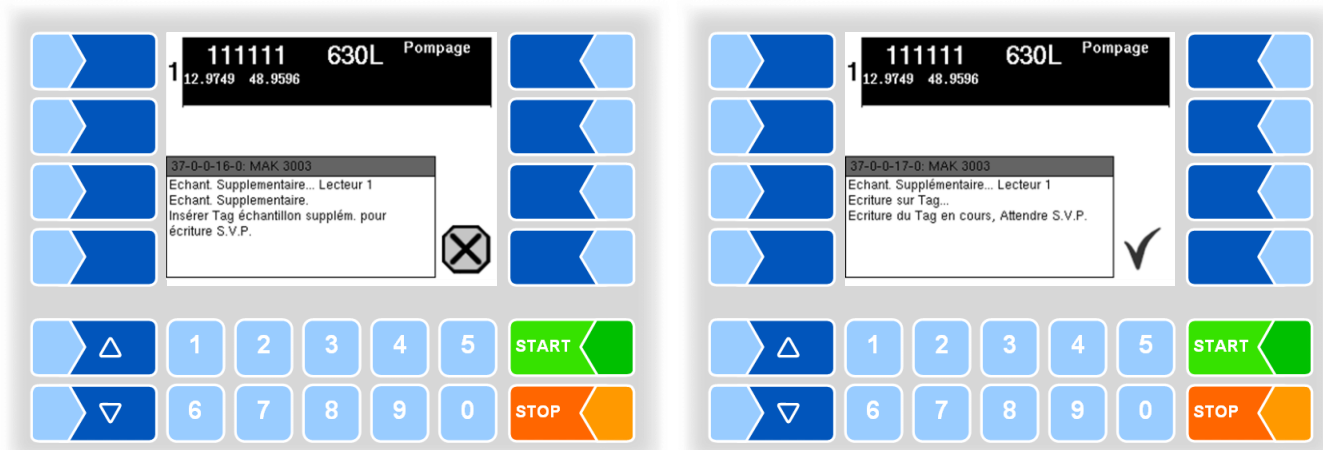 111111 630L Pompage
1
12.9749 48.9596
37-0-0-16-0: MAK 3003
Echant. Supplementaire... Lecteur 1
Echant. Supplementaire.
Insérer Tag échantillon supplém. pour
écriture S.V.P.
1 2 3 4 5 START
6 7 8 9 0 STOP
111111 630L Pompage
1
12.9749 48.9596
37-0-0-17-0: MAK 3003
Echant. Supplémentaire... Lecteur 1
Ecriture sur Tag...
Ecriture du Tag en cours, Attendre S.V.P.
1 2 3 4 5 START
6 7 8 9 0 STOP